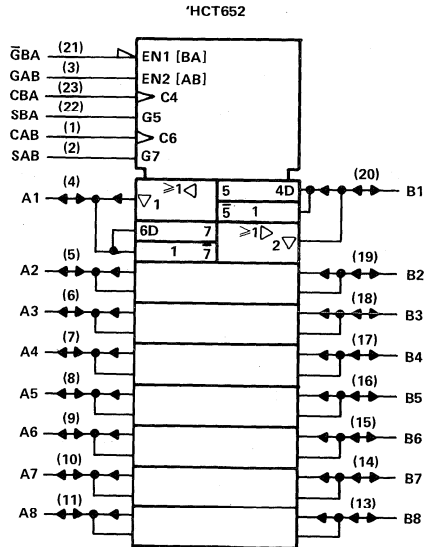 'HCT652
G̅BA (21) EN1 [BA]
GAB (3) EN2 [AB]
CBA (23) C4
SBA (22) G5
CAB (1) C6
SAB (2) G7
A1 (4) ≥1 ▽1 5 4D (20) B1
5̅ 1
6D 7 ≥1 2▽
1 7̅
A2 (5) (19) B2
A3 (6) (18) B3
A4 (7) (17) B4
A5 (8) (16) B5
A6 (9) (15) B6
A7 (10) (14) B7
A8 (11) (13) B8